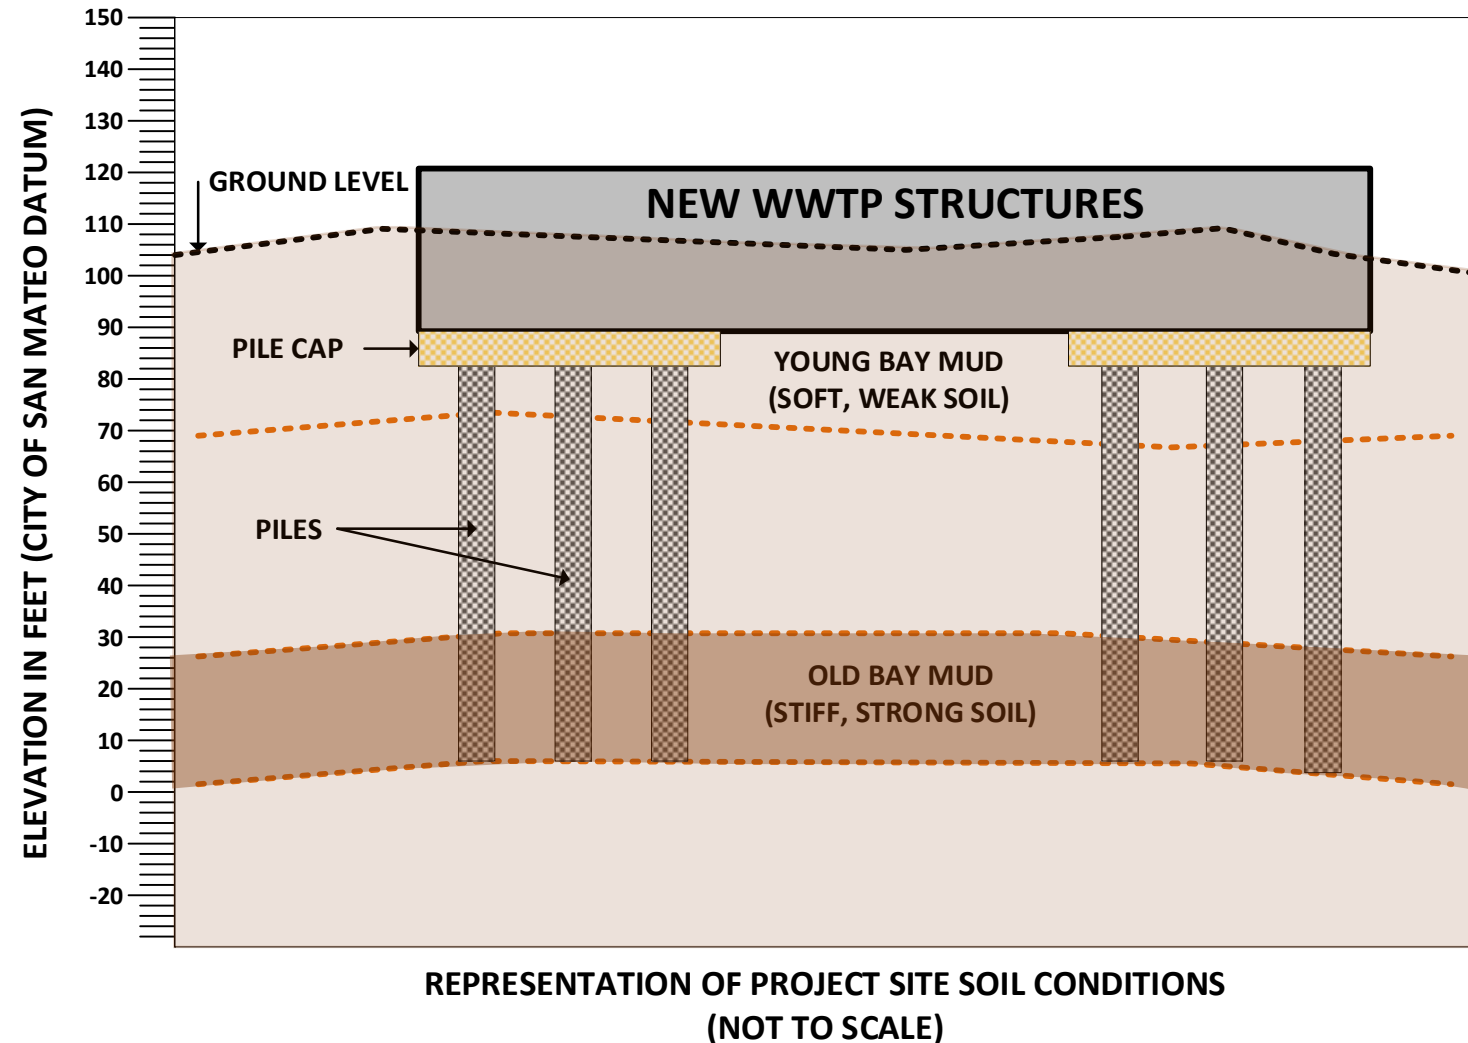 150
140
130
120
110
100
90
80
70
60
50
40
30
20
10
0
-10
-20
ELEVATION IN FEET (CITY OF SAN MATEO DATUM)
GROUND LEVEL
NEW WWTP STRUCTURES
PILE CAP
YOUNG BAY MUD
(SOFT, WEAK SOIL)
PILES
OLD BAY MUD
(STIFF, STRONG SOIL)
REPRESENTATION OF PROJECT SITE SOIL CONDITIONS
(NOT TO SCALE)